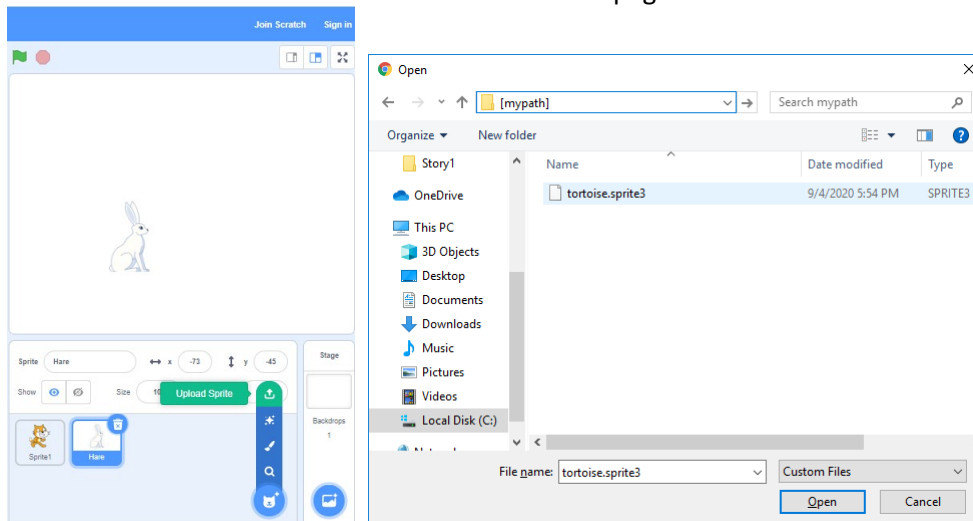 Join Scratch Sign in
Sprite Hare x -73 y -45
Show Size 10
Upload Sprite
Sprite1
Hare
Stage
Backdrops
1
Open
[mypath] Search mypath
Organize New folder
Name Date modified Type
Story1
tortoise.sprite3 9/4/2020 5:54 PM SPRITE3
OneDrive
This PC
3D Objects
Desktop
Documents
Downloads
Music
Pictures
Videos
Local Disk (C:)
File name: tortoise.sprite3 Custom Files
Open Cancel